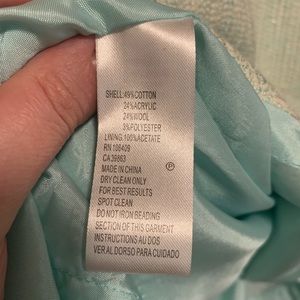 SHELL:49%COTTON
24%ACRYLIC
24%WOOL
3%POLYESTER
LINING:100%ACETATE
RN 106409
CA 39863
MADE IN CHINA
DRY CLEAN ONLY
FOR BEST RESULTS
SPOT CLEAN
DO NOT IRON BEADING
SECTION OF THIS GARMENT
INSTRUCTIONS AU DOS
VER AL DORSO PARA CUIDADO
P